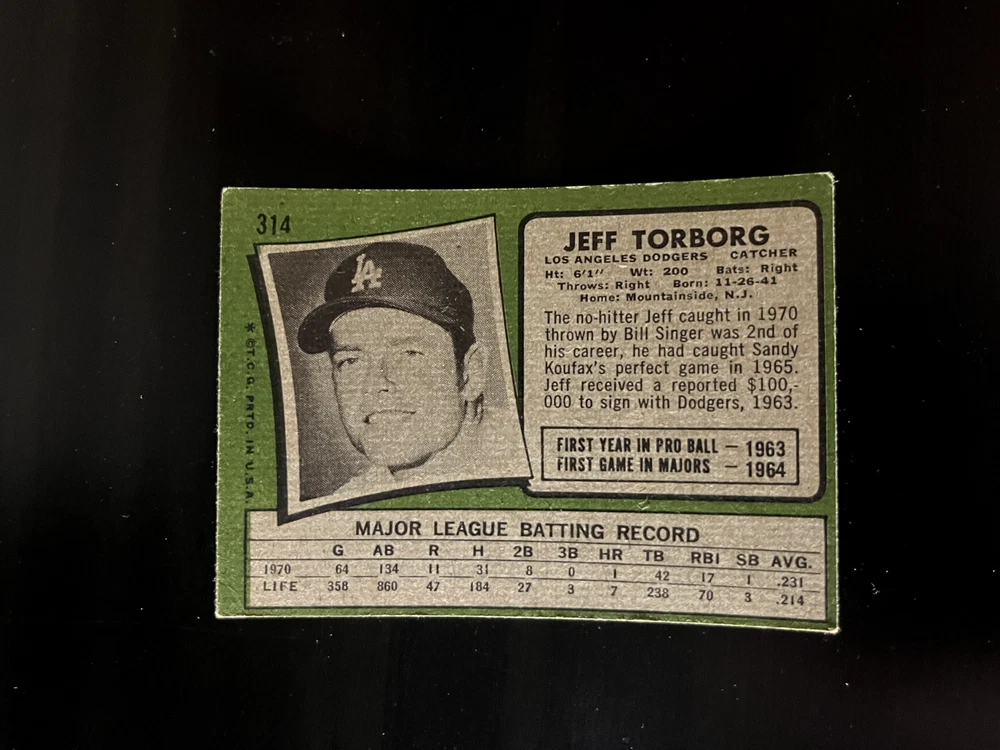 314
LA
* ©T.C.G. PRTD. IN U.S.A.
JEFF TORBORG
LOS ANGELES DODGERS CATCHER
Ht: 6'1" Wt: 200 Bats: Right
Throws: Right Born: 11-26-41
Home: Mountainside, N.J.
The no-hitter Jeff caught in 1970
thrown by Bill Singer was 2nd of
his career, he had caught Sandy
Koufax's perfect game in 1965.
Jeff received a reported $100,-
000 to sign with Dodgers, 1963.
FIRST YEAR IN PRO BALL — 1963
FIRST GAME IN MAJORS — 1964
MAJOR LEAGUE BATTING RECORD
G AB R H 2B 3B HR TB RBI SB AVG.
1970 64 134 11 31 8 0 1 42 17 1 .231
LIFE 358 860 47 184 27 3 7 238 70 3 .214